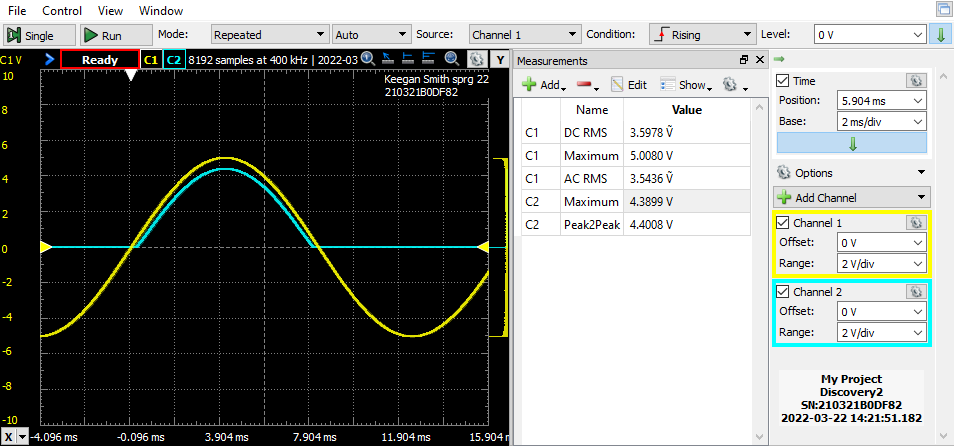 File Control View Window
Single Run Mode: Repeated Auto Source: Channel 1 Condition: Rising Level: 0 V
C1 V Ready C1 C2 8192 samples at 400 kHz | 2022-03 Y
Keegan Smith sprg 22
210321B0DF82
10
8
6
4
2
0
-2
-4
-6
-8
-10
X -4.096 ms -0.096 ms 3.904 ms 7.904 ms 11.904 ms 15.904 ms
Measurements
Add Edit Show
Name Value
C1 DC RMS 3.5978 Ṽ
C1 Maximum 5.0080 V
C1 AC RMS 3.5436 Ṽ
C2 Maximum 4.3899 V
C2 Peak2Peak 4.4008 V
Time
Position: 5.904 ms
Base: 2 ms/div
Options
Add Channel
Channel 1
Offset: 0 V
Range: 2 V/div
Channel 2
Offset: 0 V
Range: 2 V/div
My Project
Discovery2
SN:210321B0DF82
2022-03-22 14:21:51.182